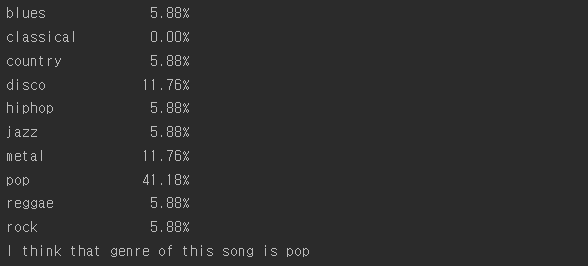 blues 5.88%
classical 0.00%
country 5.88%
disco 11.76%
hiphop 5.88%
jazz 5.88%
metal 11.76%
pop 41.18%
reggae 5.88%
rock 5.88%
I think that genre of this song is pop